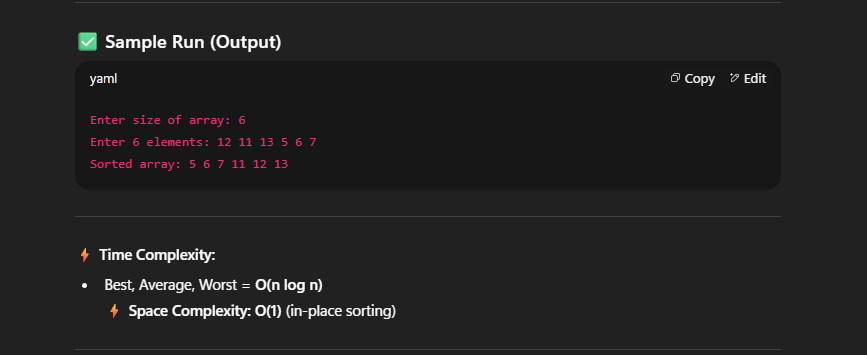 ✅ Sample Run (Output)
yaml
Copy Edit
Enter size of array: 6
Enter 6 elements: 12 11 13 5 6 7
Sorted array: 5 6 7 11 12 13
⚡ Time Complexity:
• Best, Average, Worst = O(n log n)
⚡ Space Complexity: O(1) (in-place sorting)